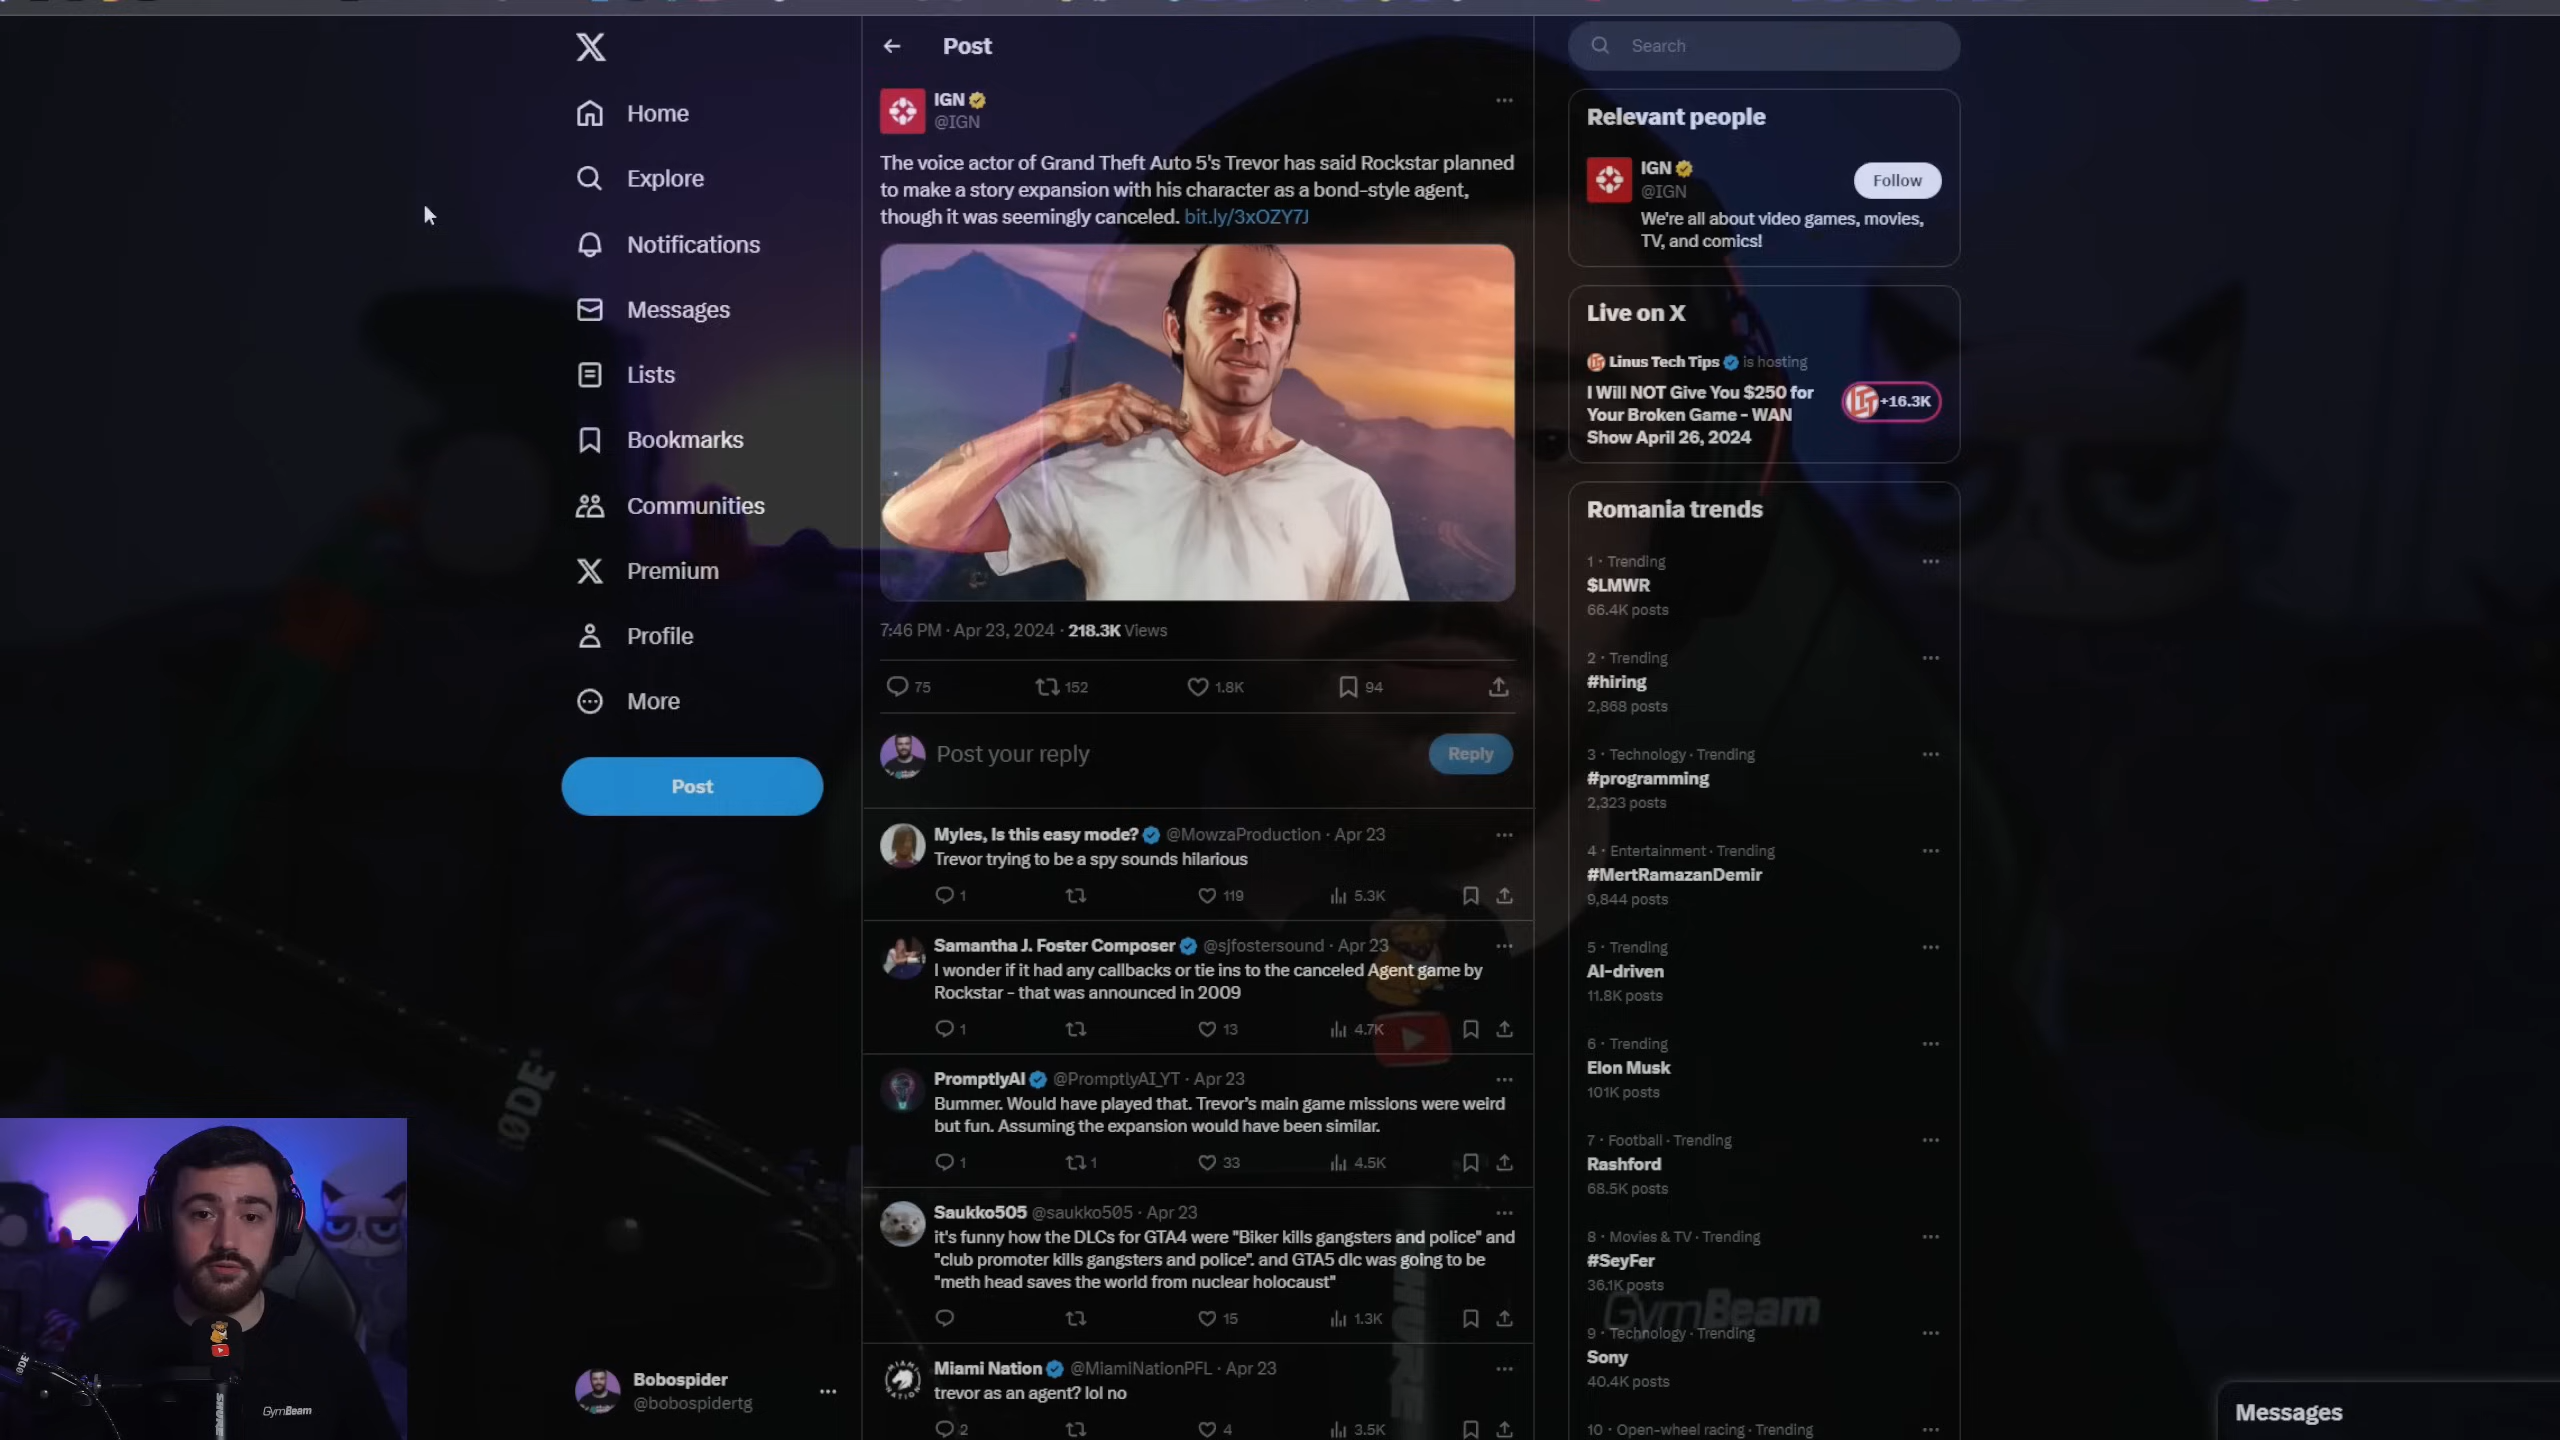 Home
Explore
Notifications
Messages
Lists
Bookmarks
Communities
Premium
Profile
More
Post
Bobospider
@bobospidertg
Post
IGN
@IGN
The voice actor of Grand Theft Auto 5's Trevor has said Rockstar planned
to make a story expansion with his character as a bond-style agent,
though it was seemingly canceled. bit.ly/3xOZY7J
7:46 PM · Apr 23, 2024 · 218.3K Views
75 152 1.8K 94
Post your reply
Reply
Myles, Is this easy mode? @MowzaProduction · Apr 23
Trevor trying to be a spy sounds hilarious
1 119 5.3K
Samantha J. Foster Composer @sjfostersound · Apr 23
I wonder if it had any callbacks or tie ins to the canceled Agent game by
Rockstar - that was announced in 2009
1 13 4.7K
PromptlyAI @PromptlyAI_YT · Apr 23
Bummer. Would have played that. Trevor's main game missions were weird
but fun. Assuming the expansion would have been similar.
1 1 33 4.5K
Saukko505 @saukko505 · Apr 23
it's funny how the DLCs for GTA4 were "Biker kills gangsters and police" and
"club promoter kills gangsters and police". and GTA5 dlc was going to be
"meth head saves the world from nuclear holocaust"
15 1.3K
Miami Nation @MiamiNationPFL · Apr 23
trevor as an agent? lol no
2 4 3.5K
Search
Relevant people
IGN
@IGN
Follow
We're all about video games, movies,
TV, and comics!
Live on X
Linus Tech Tips is hosting
I Will NOT Give You $250 for
Your Broken Game - WAN
Show April 26, 2024
+16.3K
Romania trends
1 · Trending
$LMWR
66.4K posts
2 · Trending
#hiring
2,868 posts
3 · Technology · Trending
#programming
2,323 posts
4 · Entertainment · Trending
#MertRamazanDemir
9,844 posts
5 · Trending
AI-driven
11.8K posts
6 · Trending
Elon Musk
101K posts
7 · Football · Trending
Rashford
68.5K posts
8 · Movies & TV · Trending
#SeyFer
36.1K posts
9 · Technology · Trending
Sony
40.4K posts
10 · Open-wheel racing · Trending
Messages
GymBeam
RØDE
SHURE
GymBeam
SHURE